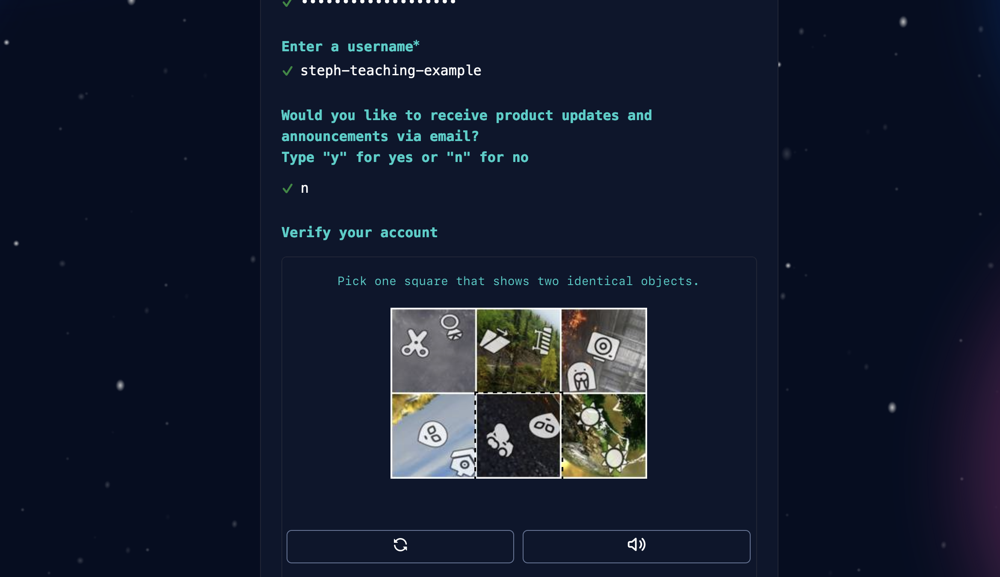 Enter a username*
steph-teaching-example
Would you like to receive product updates and
announcements via email?
Type "y" for yes or "n" for no
n
Verify your account
Pick one square that shows two identical objects.